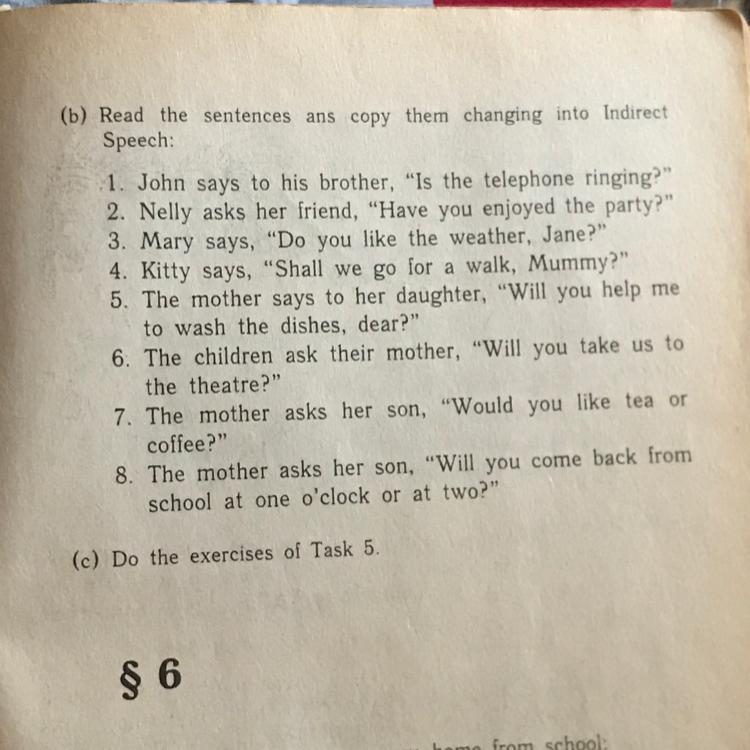 (b) Read the sentences ans copy them changing into Indirect
Speech:
1. John says to his brother, “Is the telephone ringing?”
2. Nelly asks her friend, “Have you enjoyed the party?”
3. Mary says, “Do you like the weather, Jane?”
4. Kitty says, “Shall we go for a walk, Mummy?”
5. The mother says to her daughter, “Will you help me
to wash the dishes, dear?”
6. The children ask their mother, “Will you take us to
the theatre?”
7. The mother asks her son, “Would you like tea or
coffee?”
8. The mother asks her son, “Will you come back from
school at one o'clock or at two?”
(c) Do the exercises of Task 5.
§ 6
home from school: